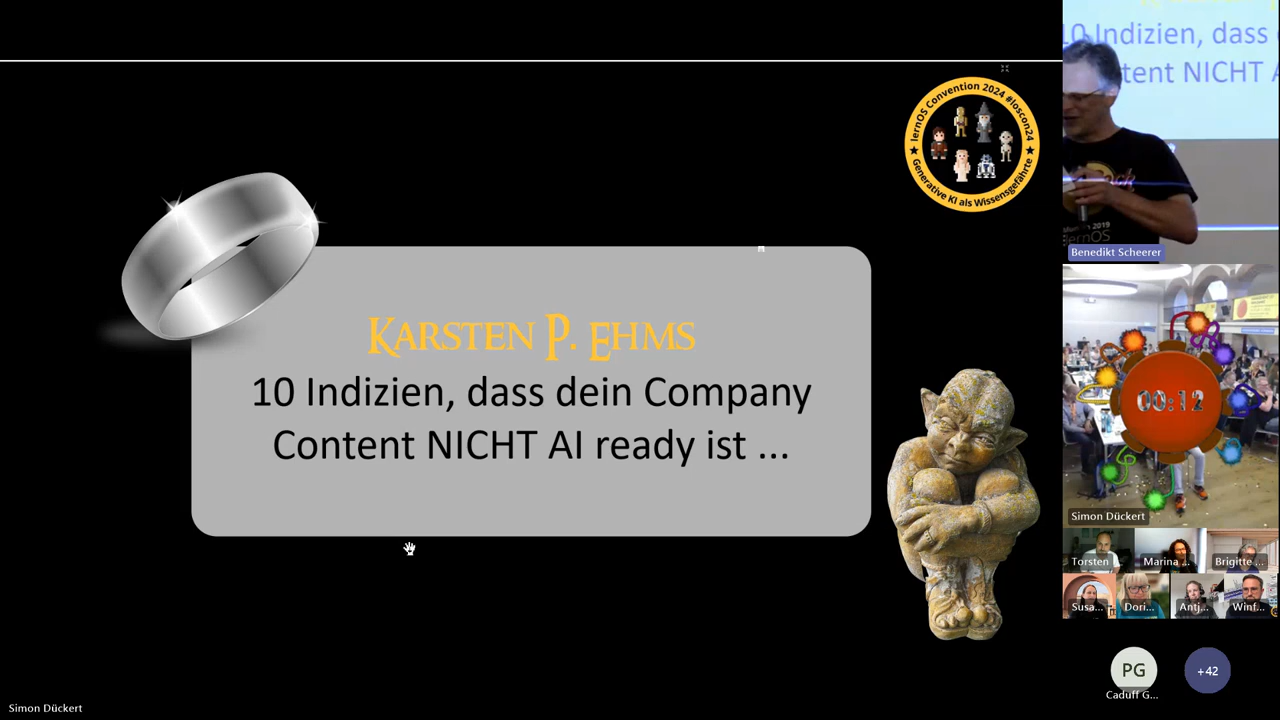 lernOS Convention 2024 #loscon24
Generative KI als Wissensgefährte
KARSTEN P. EHMS
10 Indizien, dass dein Company
Content NICHT AI ready ist ...
Simon Dückert
10 Indizien, dass
tent NICHT A
2019
lernOS
Benedikt Scheerer
00:12
Simon Dückert
Torsten
Marina ...
Brigitte ...
Susa...
Dori...
Antj...
Winf...
PG
+42
Caduff G...